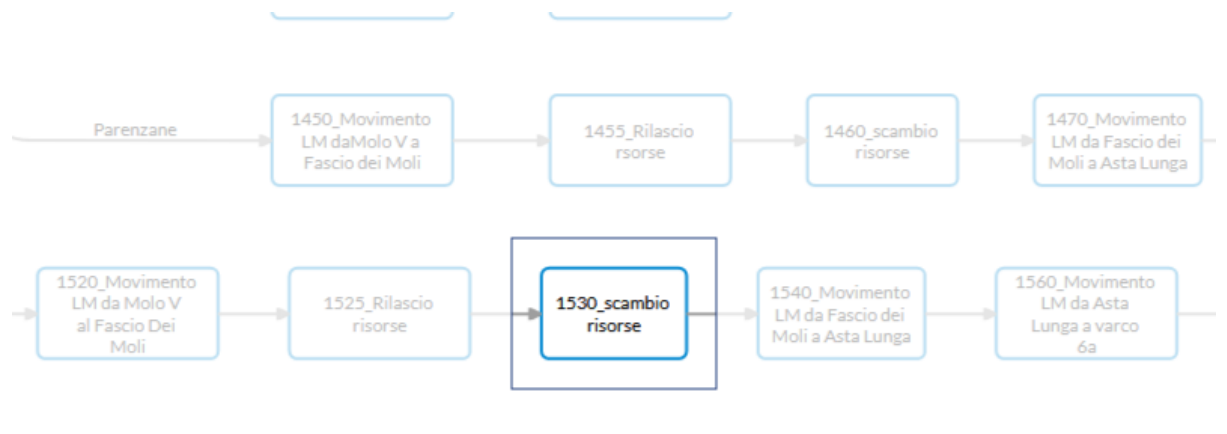 Parenzane
1450_Movimento
LM daMolo V a
Fascio dei Moli
1455_Rilascio
rsorse
1460_scambio
risorse
1470_Movimento
LM da Fascio dei
Moli a Asta Lunga
1520_Movimento
LM da Molo V
al Fascio Dei
Moli
1525_Rilascio
risorse
1530_scambio
risorse
1540_Movimento
LM da Fascio dei
Moli a Asta Lunga
1560_Movimento
LM da Asta
Lunga a varco
6a